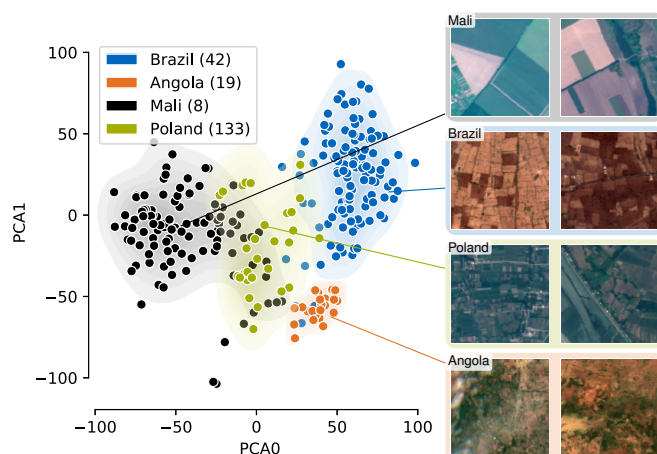 100
50
0
−50
−100
PCA1
−100
−50
0
50
100
PCA0
Brazil (42)
Angola (19)
Mali (8)
Poland (133)
Mali
Brazil
Poland
Angola